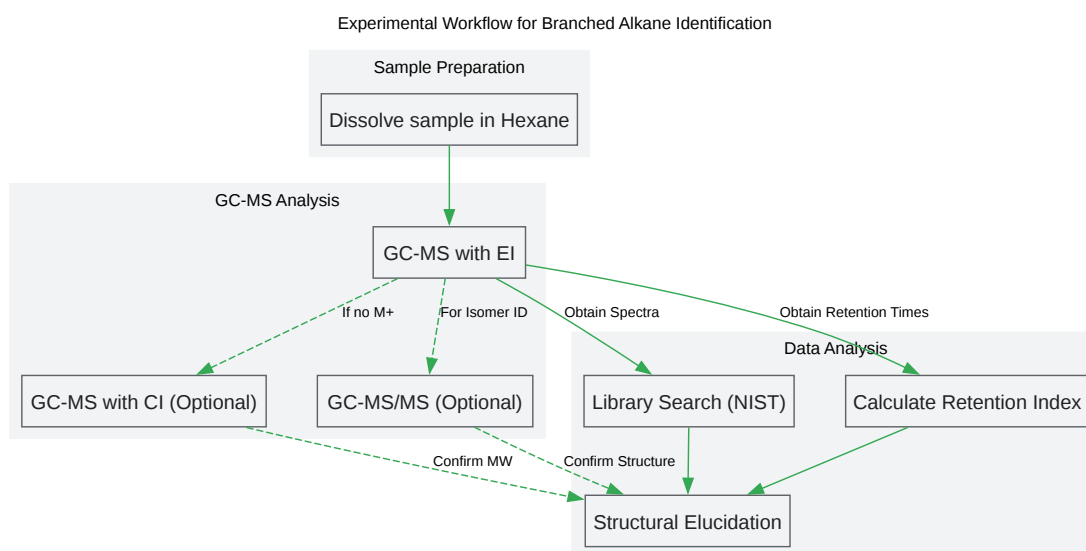 Experimental Workflow for Branched Alkane Identification
Sample Preparation
Dissolve sample in Hexane
GC-MS Analysis
GC-MS with EI
If no M+
For Isomer ID
Obtain Spectra
Obtain Retention Times
Data Analysis
GC-MS with CI (Optional)
GC-MS/MS (Optional)
Library Search (NIST)
Calculate Retention Index
Confirm MW
Confirm Structure
Structural Elucidation